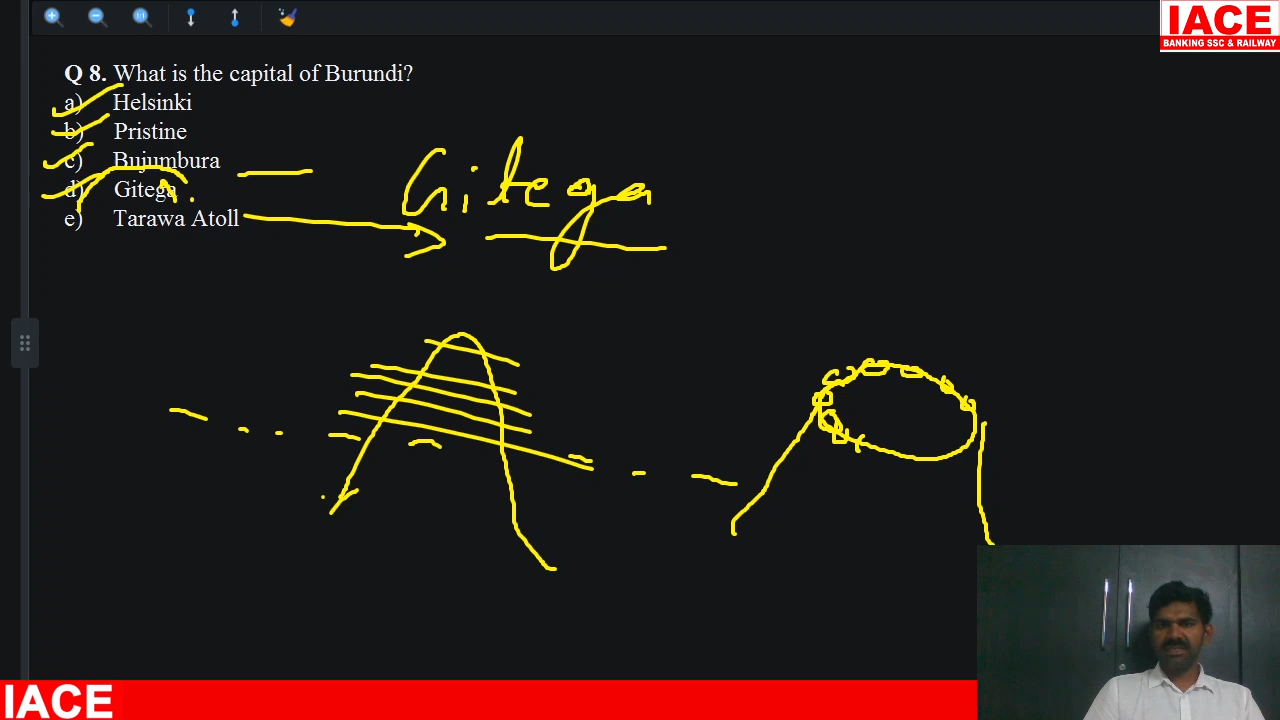 IACE
BANKING SSC & RAILWAY
Q 8. What is the capital of Burundi?
a) Helsinki
b) Pristine
c) Bujumbura
d) Gitega
e) Tarawa Atoll
Gitega
IACE